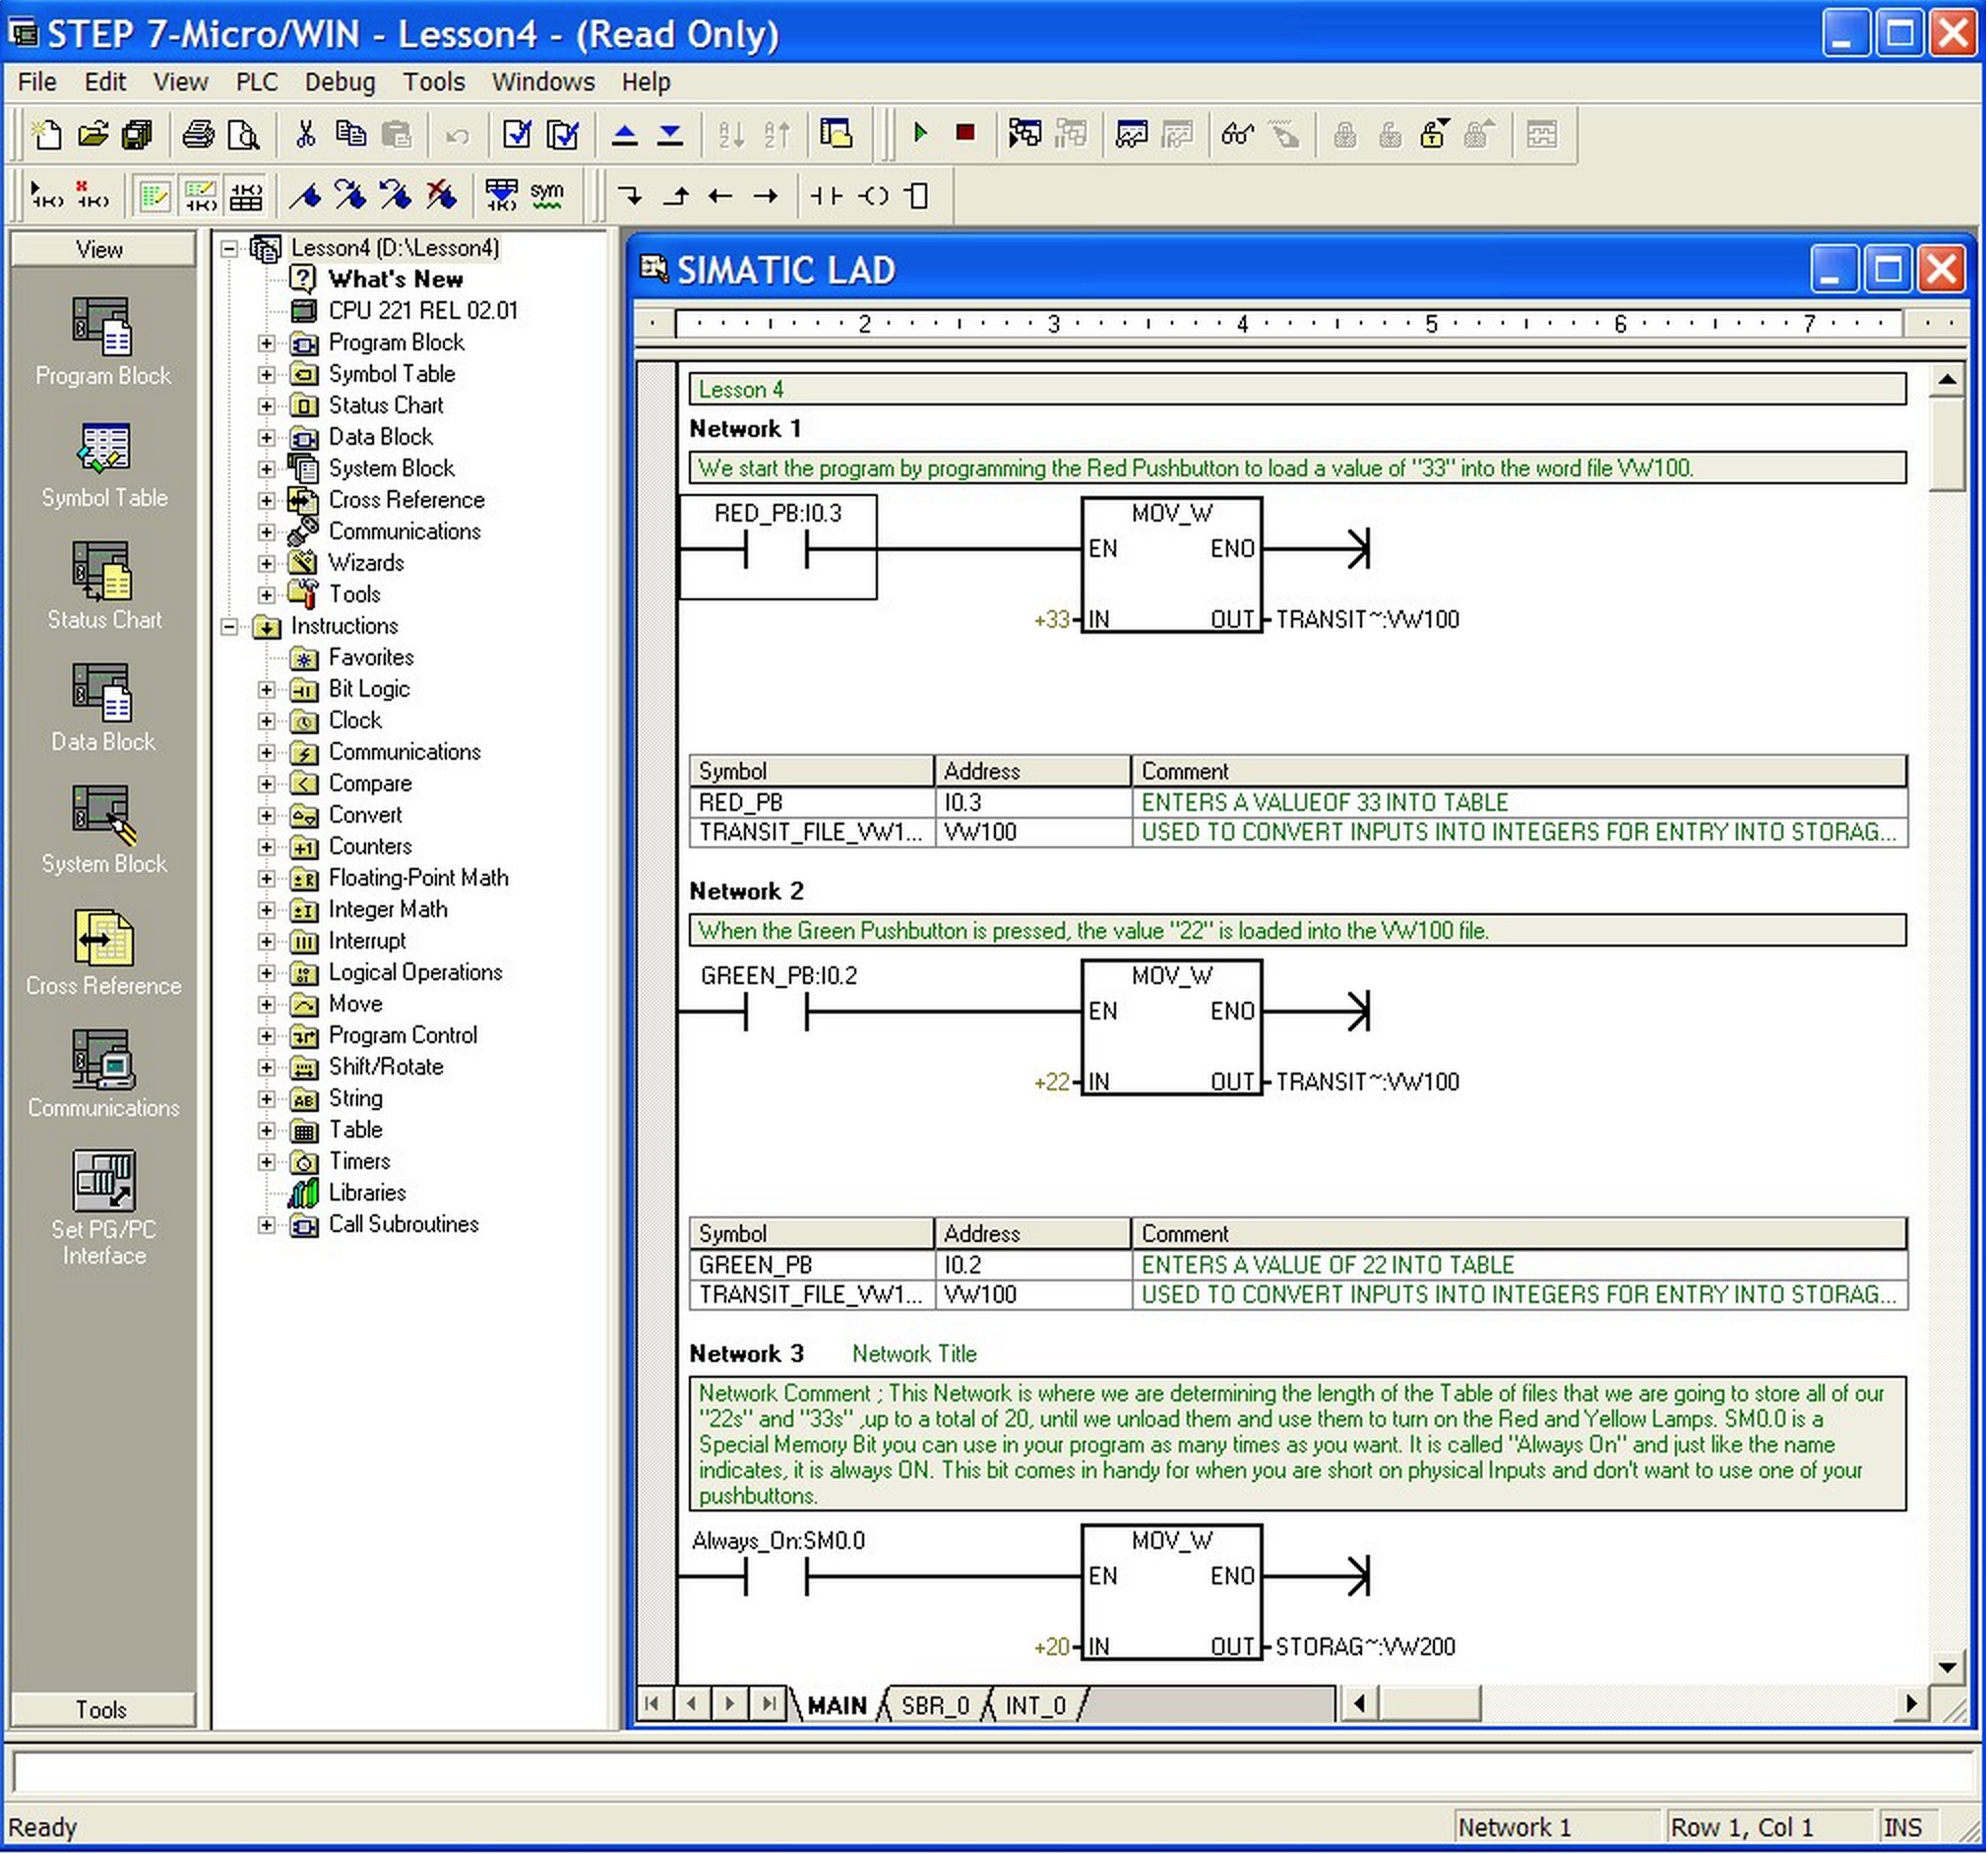 STEP 7-Micro/WIN - Lesson4 - (Read Only)
File Edit View PLC Debug Tools Windows Help
sym
View
Program Block
Symbol Table
Status Chart
Data Block
System Block
Cross Reference
Communications
Set PG/PC
Interface
Tools
Lesson4 (D:\Lesson4)
What's New
CPU 221 REL 02.01
Program Block
Symbol Table
Status Chart
Data Block
System Block
Cross Reference
Communications
Wizards
Tools
Instructions
Favorites
Bit Logic
Clock
Communications
Compare
Convert
Counters
Floating-Point Math
Integer Math
Interrupt
Logical Operations
Move
Program Control
Shift/Rotate
String
Table
Timers
Libraries
Call Subroutines
SIMATIC LAD
2 3 4 5 6 7
Lesson 4
Network 1
We start the program by programming the Red Pushbutton to load a value of "33" into the word file VW100.
RED_PB:I0.3 MOV_W
EN ENO
+33 IN OUT TRANSIT~:VW100
Symbol Address Comment
RED_PB I0.3 ENTERS A VALUEOF 33 INTO TABLE
TRANSIT_FILE_VW1... VW100 USED TO CONVERT INPUTS INTO INTEGERS FOR ENTRY INTO STORAG...
Network 2
When the Green Pushbutton is pressed, the value "22" is loaded into the VW100 file.
GREEN_PB:I0.2 MOV_W
EN ENO
+22 IN OUT TRANSIT~:VW100
Symbol Address Comment
GREEN_PB I0.2 ENTERS A VALUE OF 22 INTO TABLE
TRANSIT_FILE_VW1... VW100 USED TO CONVERT INPUTS INTO INTEGERS FOR ENTRY INTO STORAG...
Network 3 Network Title
Network Comment ; This Network is where we are determining the length of the Table of files that we are going to store all of our
"22s" and "33s" ,up to a total of 20, until we unload them and use them to turn on the Red and Yellow Lamps. SM0.0 is a
Special Memory Bit you can use in your program as many times as you want. It is called "Always On" and just like the name
indicates, it is always ON. This bit comes in handy for when you are short on physical Inputs and don't want to use one of your
pushbuttons.
Always_On:SM0.0 MOV_W
EN ENO
+20 IN OUT STORAG~:VW200
MAIN SBR_0 INT_0
Ready Network 1 Row 1, Col 1 INS